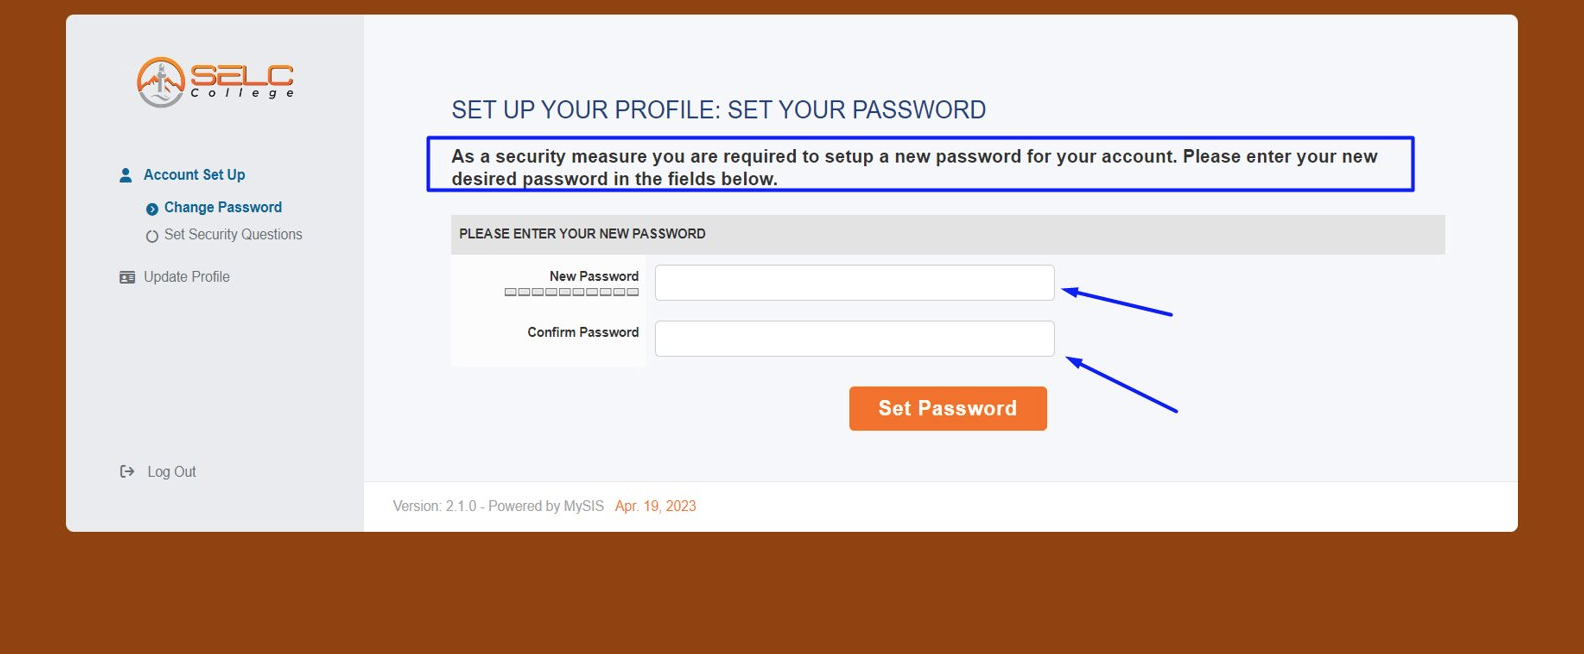 SELC
College
Account Set Up
Change Password
Set Security Questions
Update Profile
Log Out
SET UP YOUR PROFILE: SET YOUR PASSWORD
As a security measure you are required to setup a new password for your account. Please enter your new
desired password in the fields below.
PLEASE ENTER YOUR NEW PASSWORD
New Password
Confirm Password
Set Password
Version: 2.1.0 - Powered by MySIS Apr. 19, 2023